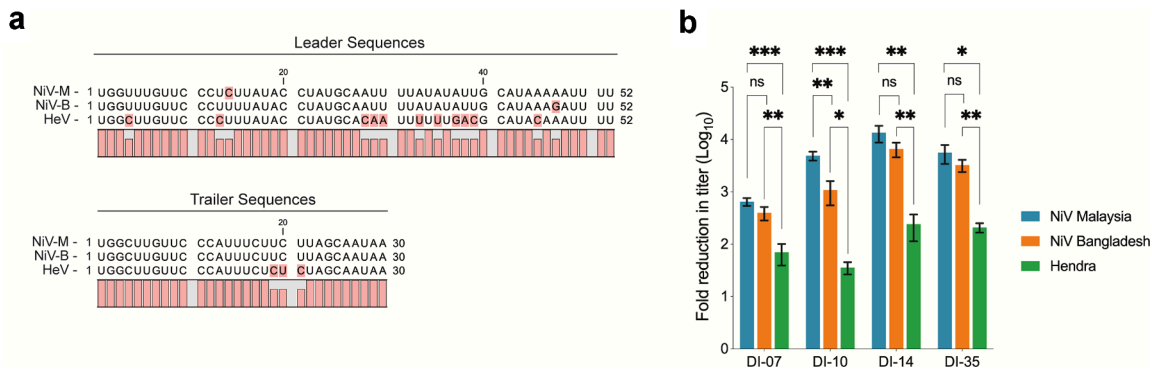 a
Leader Sequences
20 40
NiV-M - 1 UGGUUUGUUC CCUCUUAUAC CUAUGCAAUU UUAUAUAUUG CAUAAAAAUU UU 52
NiV-B - 1 UGGUUUGUUC CCUUUUAUAC CUAUGCAAUU UUAUAUAUUG CAUAAAGAUU UU 52
HeV - 1 UGGCUUGUUC CCCUUUAUAC CUAUGCACAA UUUUUUGACG CAUACAAAUU UU 52
Trailer Sequences
20
NiV-M - 1 UGGCUUGUUC CCAUUUCUUC UUAGCAAUAA 30
NiV-B - 1 UGGCUUGUUC CCAUUUCUUC UUAGCAAUAA 30
HeV - 1 UGGCUUGUUC CCAUUUCUCU CUAGCAAUAA 30
b
*** *** ** *
ns ** ns ns
** * ** **
Fold reduction in titer (Log10)
5
4
3
2
1
0
DI-07 DI-10 DI-14 DI-35
NiV Malaysia
NiV Bangladesh
Hendra